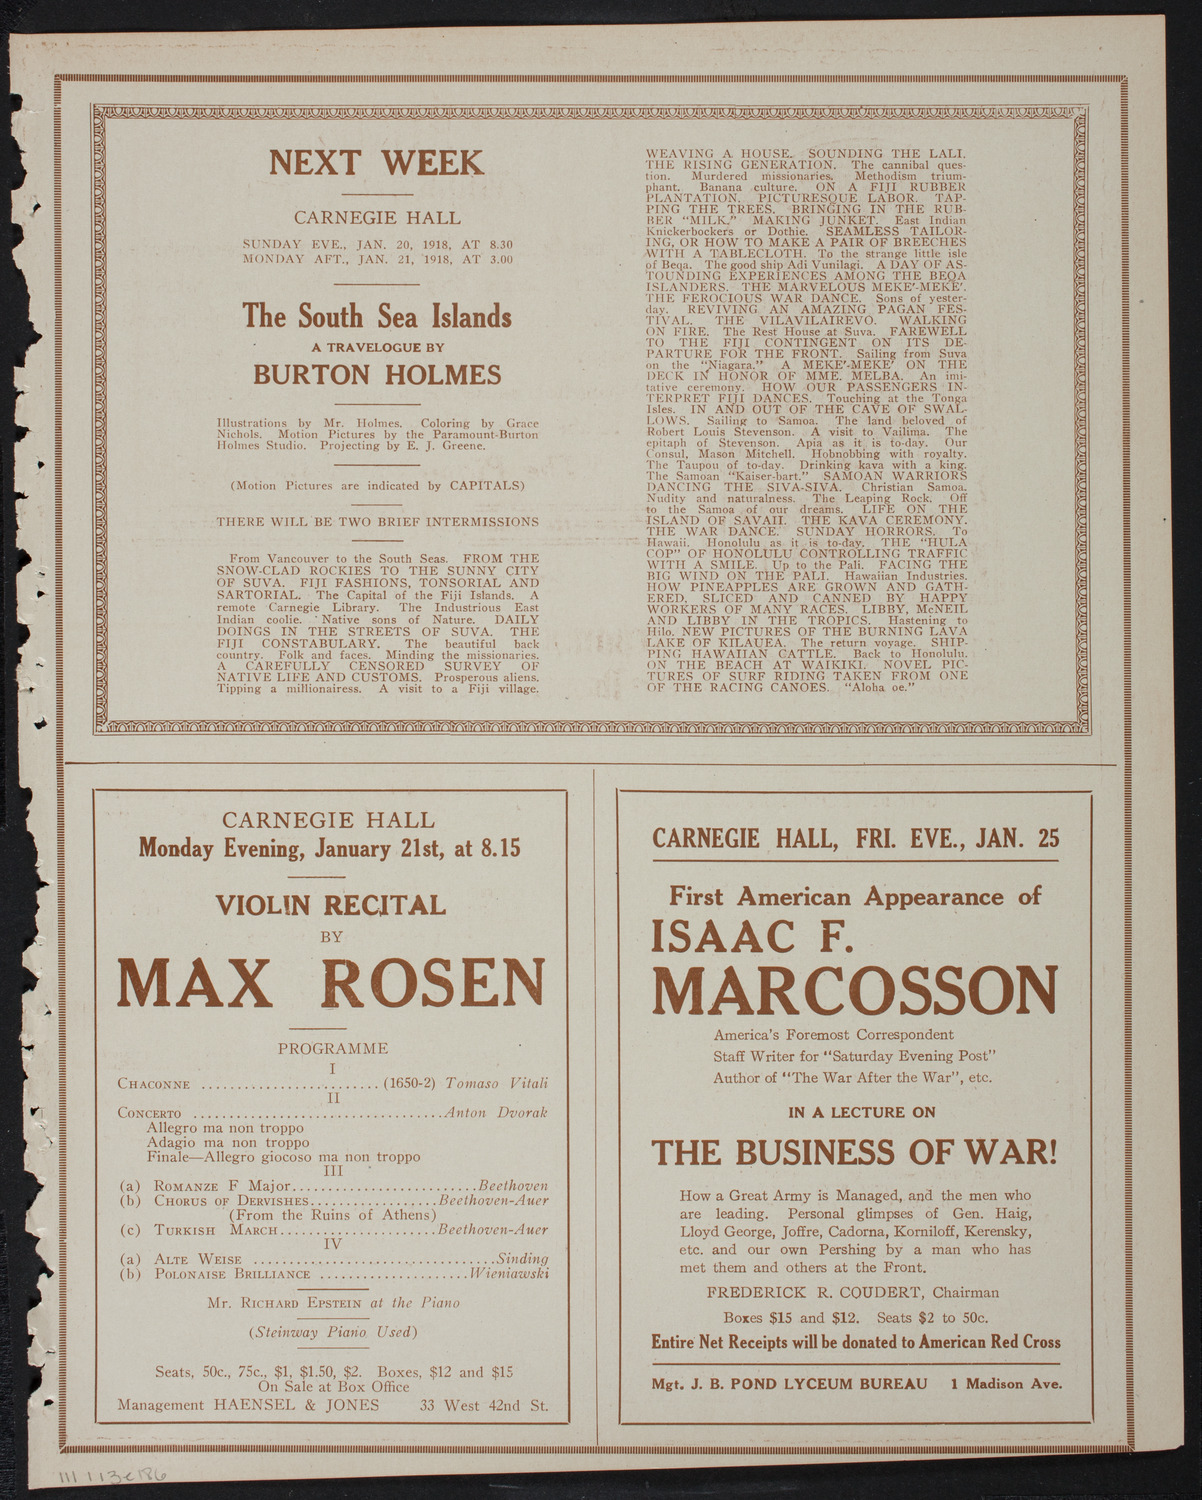 NEXT WEEK
CARNEGIE HALL
SUNDAY EVE., JAN. 20, 1918, AT 8.30
MONDAY AFT., JAN. 21, 1918, AT 3.00
The South Sea Islands
A TRAVELOGUE BY
BURTON HOLMES
Illustrations by Mr. Holmes. Coloring by Grace
Nichols. Motion Pictures by the Paramount-Burton
Holmes Studio. Projecting by E. J. Greene.
(Motion Pictures are indicated by CAPITALS)
THERE WILL BE TWO BRIEF INTERMISSIONS
From Vancouver to the South Seas. FROM THE
SNOW-CLAD ROCKIES TO THE SUNNY CITY
OF SUVA. FIJI FASHIONS, TONSORIAL AND
SARTORIAL. The Capital of the Fiji Islands. A
remote Carnegie Library. The Industrious East
Indian coolie. Native sons of Nature. DAILY
DOINGS IN THE STREETS OF SUVA. THE
FIJI CONSTABULARY. The beautiful back
country. Folk and faces. Minding the missionaries.
A CAREFULLY CENSORED SURVEY OF
NATIVE LIFE AND CUSTOMS. Prosperous aliens.
Tipping a millionairess. A visit to a Fiji village.
WEAVING A HOUSE. SOUNDING THE LALI.
THE RISING GENERATION. The cannibal ques-
tion. Murdered missionaries. Methodism trium-
phant. Banana culture. ON A FIJI RUBBER
PLANTATION. PICTURESQUE LABOR. TAP-
PING THE TREES. BRINGING IN THE RUB-
BER "MILK." MAKING JUNKET. East Indian
Knickerbockers or Dothie. SEAMLESS TAILOR-
ING, OR HOW TO MAKE A PAIR OF BREECHES
WITH A TABLECLOTH. To the strange little isle
of Beqa. The good ship Adi Vunilagi. A DAY OF AS-
TOUNDING EXPERIENCES AMONG THE BEQA
ISLANDERS. THE MARVELOUS MEKE'-MEKE'.
THE FEROCIOUS WAR DANCE. Sons of yester-
day. REVIVING AN AMAZING PAGAN FES-
TIVAL. THE VILAVILAIREVO. WALKING
ON FIRE. The Rest House at Suva. FAREWELL
TO THE FIJI CONTINGENT ON ITS DE-
PARTURE FOR THE FRONT. Sailing from Suva
on the "Niagara." A MEKE'-MEKE' ON THE
DECK IN HONOR OF MME. MELBA. An imi-
tative ceremony. HOW OUR PASSENGERS IN-
TERPRET FIJI DANCES. Touching at the Tonga
Isles. IN AND OUT OF THE CAVE OF SWAL-
LOWS. Sailing to Samoa. The land beloved of
Robert Louis Stevenson. A visit to Vailima. The
epitaph of Stevenson. Apia as it is to-day. Our
Consul, Mason Mitchell. Hobnobbing with royalty.
The Taupou of to-day. Drinking kava with a king.
The Samoan "Kaiser-bart." SAMOAN WARRIORS
DANCING THE SIVA-SIVA. Christian Samoa.
Nudity and naturalness. The Leaping Rock. Off
to the Samoa of our dreams. LIFE ON THE
ISLAND OF SAVAII. THE KAVA CEREMONY.
THE WAR DANCE. SUNDAY HORRORS. To
Hawaii. Honolulu as it is to-day. THE "HULA
COP" OF HONOLULU CONTROLLING TRAFFIC
WITH A SMILE. Up to the Pali. FACING THE
BIG WIND ON THE PALI. Hawaiian Industries.
HOW PINEAPPLES ARE GROWN AND GATH-
ERED, SLICED AND CANNED BY HAPPY
WORKERS OF MANY RACES. LIBBY, McNEIL
AND LIBBY IN THE TROPICS. Hastening to
Hilo. NEW PICTURES OF THE BURNING LAVA
LAKE OF KILAUEA. The return voyage. SHIP-
PING HAWAIIAN CATTLE. Back to Honolulu.
ON THE BEACH AT WAIKIKI. NOVEL PIC-
TURES OF SURF RIDING TAKEN FROM ONE
OF THE RACING CANOES. "Aloha oe."
CARNEGIE HALL
Monday Evening, January 21st, at 8.15
VIOLIN RECITAL
BY
MAX ROSEN
PROGRAMME
I
CHACONNE ........................(1650-2) Tomaso Vitali
II
CONCERTO ..................................Anton Dvorak
Allegro ma non troppo
Adagio ma non troppo
Finale—Allegro giocoso ma non troppo
III
(a) ROMANZE F Major..........................Beethoven
(b) CHORUS OF DERVISHES..................Beethoven-Auer
(From the Ruins of Athens)
(c) TURKISH MARCH......................Beethoven-Auer
IV
(a) ALTE WEISE ..................................Sinding
(b) POLONAISE BRILLIANCE .....................Wieniawski
Mr. RICHARD EPSTEIN at the Piano
(Steinway Piano Used)
Seats, 50c., 75c., $1, $1.50, $2. Boxes, $12 and $15
On Sale at Box Office
Management HAENSEL & JONES 33 West 42nd St.
CARNEGIE HALL, FRI. EVE., JAN. 25
First American Appearance of
ISAAC F.
MARCOSSON
America's Foremost Correspondent
Staff Writer for "Saturday Evening Post"
Author of "The War After the War", etc.
IN A LECTURE ON
THE BUSINESS OF WAR!
How a Great Army is Managed, and the men who
are leading. Personal glimpses of Gen. Haig,
Lloyd George, Joffre, Cadorna, Korniloff, Kerensky,
etc. and our own Pershing by a man who has
met them and others at the Front.
FREDERICK R. COUDERT, Chairman
Boxes $15 and $12. Seats $2 to 50c.
Entire Net Receipts will be donated to American Red Cross
Mgt. J. B. POND LYCEUM BUREAU 1 Madison Ave.